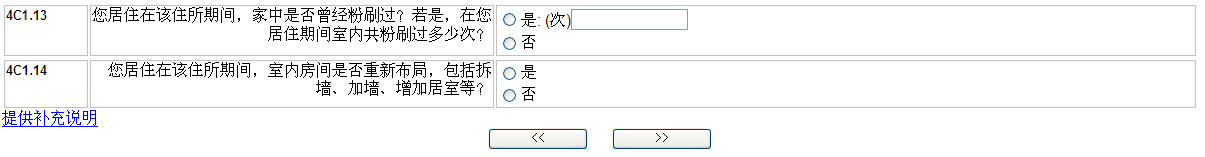 4C1.13
您居住在该住所期间，家中是否曾经粉刷过？若是，在您
居住期间室内共粉刷过多少次？
是: (次)
否
4C1.14
您居住在该住所期间，室内房间是否重新布局，包括拆
墙、加墙、增加居室等？
是
否
提供补充说明
<< >>